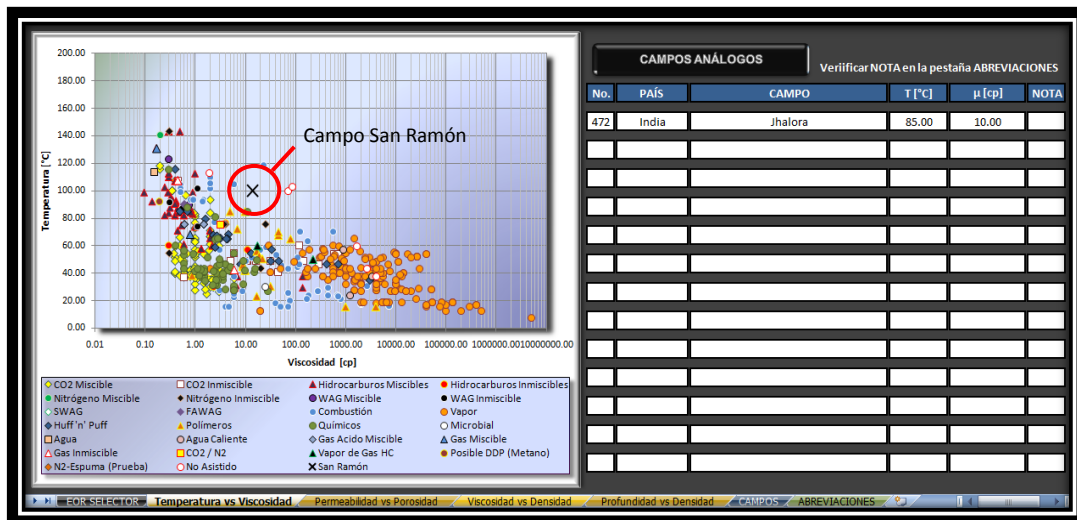 200.00
180.00
160.00
140.00
120.00
100.00
80.00
60.00
40.00
20.00
0.00
Temperatura [°C]
Campo San Ramón
0.01 0.10 1.00 10.00 100.00 1000.00 10000.00 100000.00 1000000.00 10000000.00
Viscosidad [cp]
CO2 Miscible CO2 Inmiscible Hidrocarburos Miscibles Hidrocarburos Inmiscibles
Nitrógeno Miscible Nitrógeno Inmiscible WAG Miscible WAG Inmiscible
SWAG FAWAG Combustión Vapor
Huff 'n' Puff Polímeros Químicos Microbial
Agua Agua Caliente Gas Acido Miscible Gas Miscible
Gas Inmiscible CO2 / N2 Vapor de Gas HC Posible DDP (Metano)
N2-Espuma (Prueba) No Asistido San Ramón
CAMPOS ANÁLOGOS
Veriificar NOTA en la pestaña ABREVIACIONES
No. PAÍS CAMPO T [°C] µ [cp] NOTA
472 India Jhalora 85.00 10.00
EOR SELECTOR Temperatura vs Viscosidad Permeabilidad vs Porosidad Viscosidad vs Densidad Profundidad vs Densidad CAMPOS ABREVIACIONES